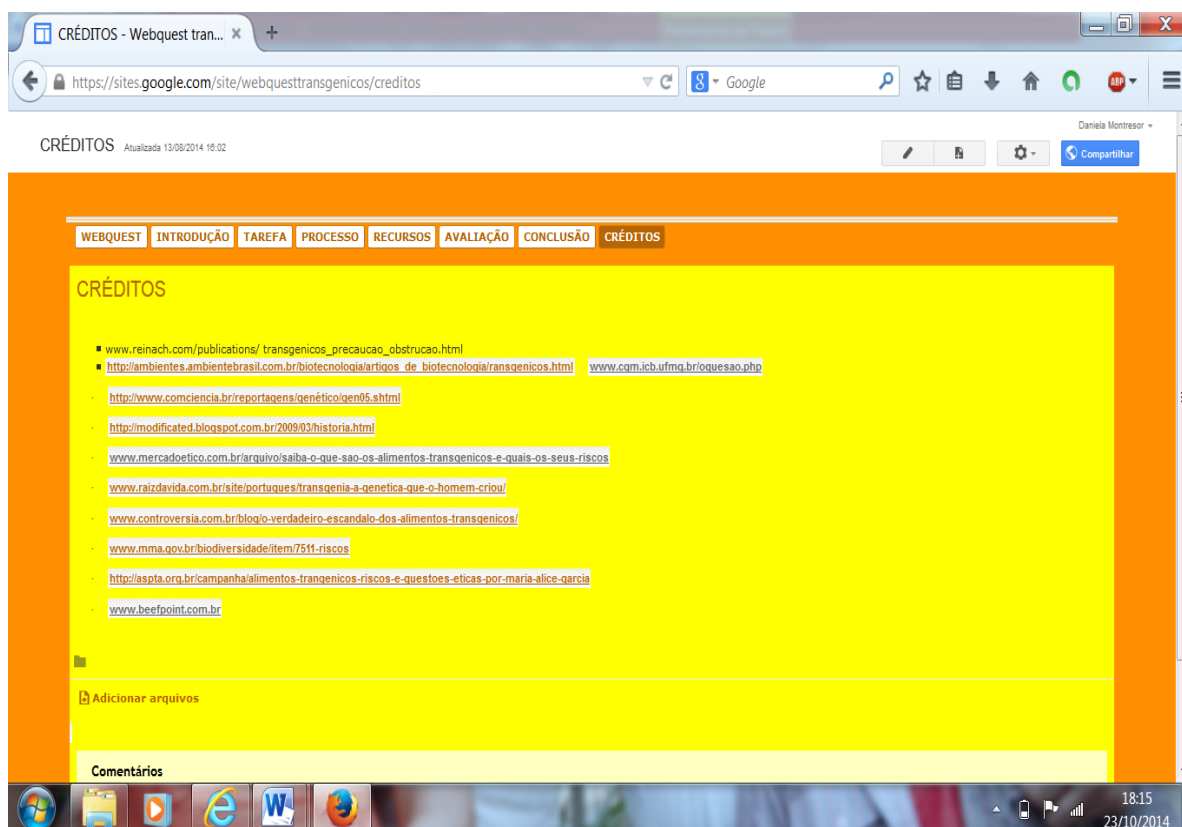 CRÉDITOS - Webquest tran...
https://sites.google.com/site/webquesttransgenicos/creditos
Google
ABP
Daniela Montresor
CRÉDITOS Atualizada 13/08/2014 16:02
Compartilhar
WEBQUEST INTRODUÇÃO TAREFA PROCESSO RECURSOS AVALIAÇÃO CONCLUSÃO CRÉDITOS
CRÉDITOS
www.reinach.com/publications/ transgenicos_precaucao_obstrucao.html
http://ambientes.ambientebrasil.com.br/biotecnologia/artigos_de_biotecnologia/ransgenicos.html www.cgm.icb.ufmg.br/oquesao.php
http://www.comciencia.br/reportagens/genético/gen05.shtml
http://modificated.blogspot.com.br/2009/03/historia.html
www.mercadoetico.com.br/arquivo/saiba-o-que-sao-os-alimentos-transgenicos-e-quais-os-seus-riscos
www.raizdavida.com.br/site/portugues/transgenia-a-genetica-que-o-homem-criou/
www.controversia.com.br/blog/o-verdadeiro-escandalo-dos-alimentos-transgenicos/
www.mma.gov.br/biodiversidade/item/7511-riscos
http://aspta.org.br/campanha/alimentos-trangenicos-riscos-e-questoes-eticas-por-maria-alice-garcia
www.beefpoint.com.br
Adicionar arquivos
Comentários
18:15
23/10/2014